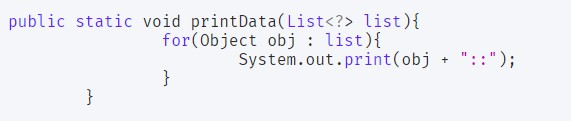 public static void printData(List<?> list){
for(Object obj : list){
System.out.print(obj + "::");
}
}